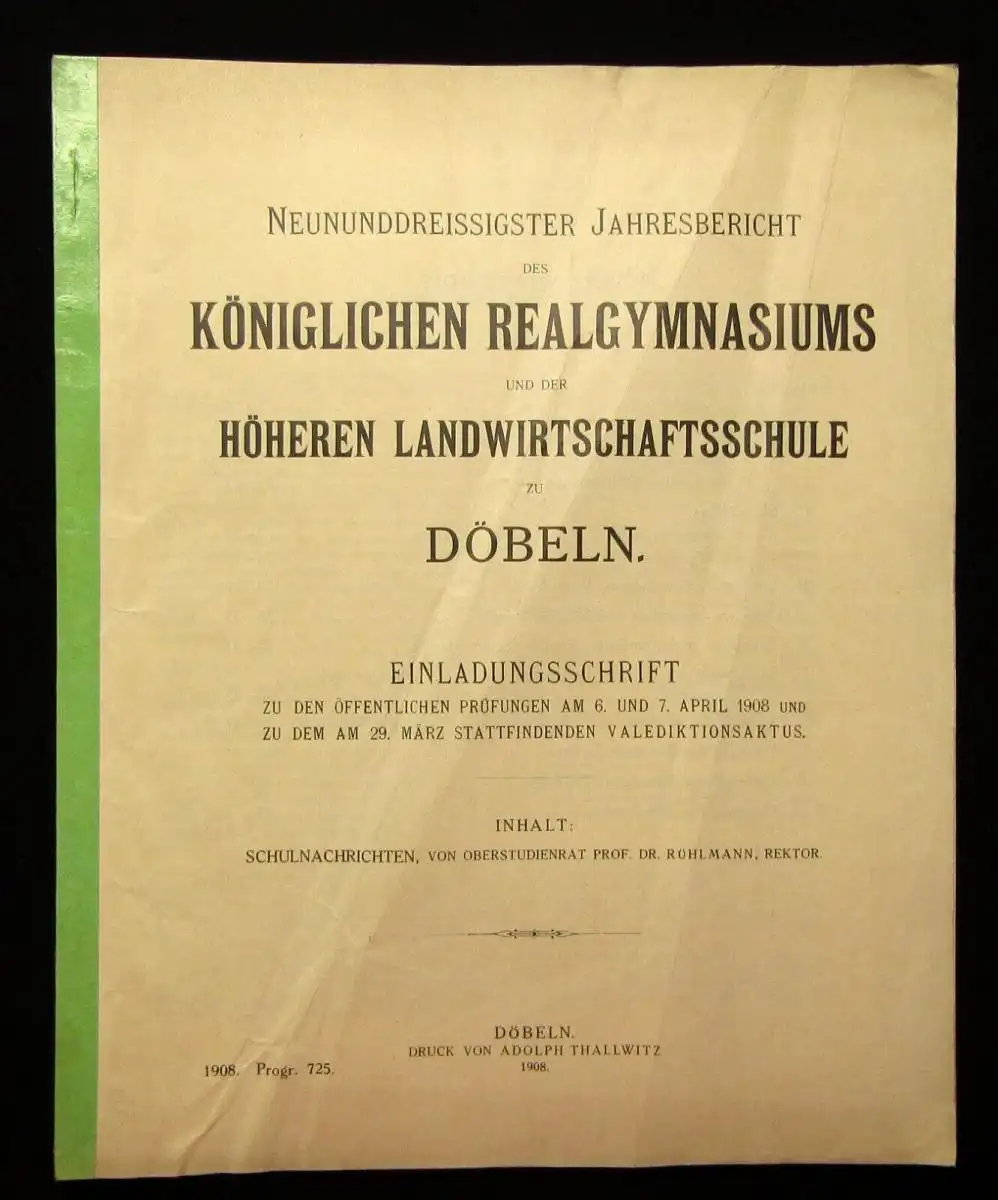 NEUNUNDDREISSIGSTER JAHRESBERICHT
DES
KÖNIGLICHEN REALGYMNASIUMS
UND DER
HÖHEREN LANDWIRTSCHAFTSSCHULE
ZU
DÖBELN.
EINLADUNGSSCHRIFT
ZU DEN ÖFFENTLICHEN PRÜFUNGEN AM 6. UND 7. APRIL 1908 UND
ZU DEM AM 29. MÄRZ STATTFINDENDEN VALEDIKTIONSAKTUS.
INHALT:
SCHULNACHRICHTEN, VON OBERSTUDIENRAT PROF. DR. RÜHLMANN, REKTOR.
DÖBELN.
DRUCK VON ADOLPH THALLWITZ
1908.
1908. Progr. 725.